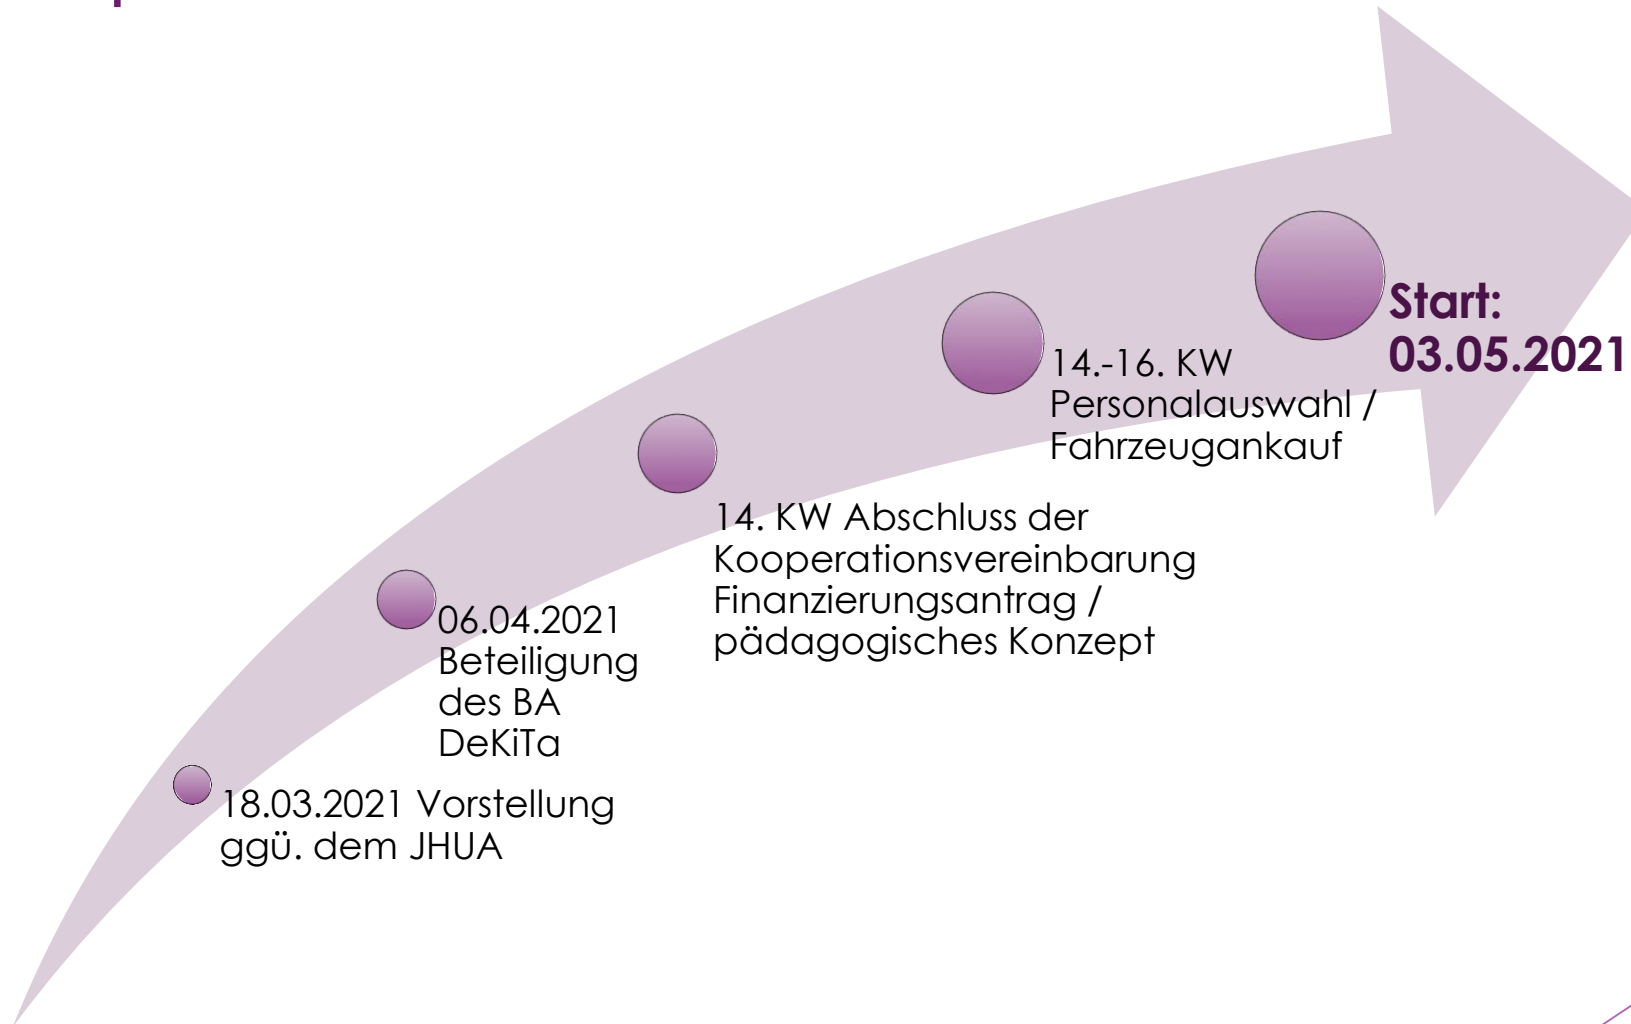 18.03.2021 Vorstellung
ggü. dem JHUA
06.04.2021
Beteiligung
des BA
DeKiTa
14. KW Abschluss der
Kooperationsvereinbarung
Finanzierungsantrag /
pädagogisches Konzept
14.-16. KW
Personalauswahl /
Fahrzeugankauf
Start:
03.05.2021